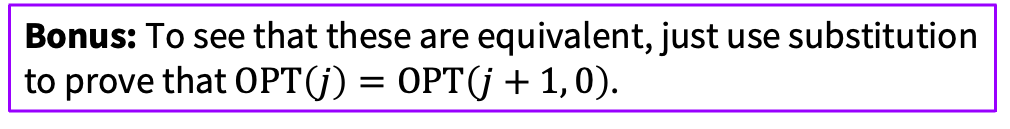 Bonus: To see that these are equivalent, just use substitution
to prove that OPT(j) = OPT(j + 1, 0).